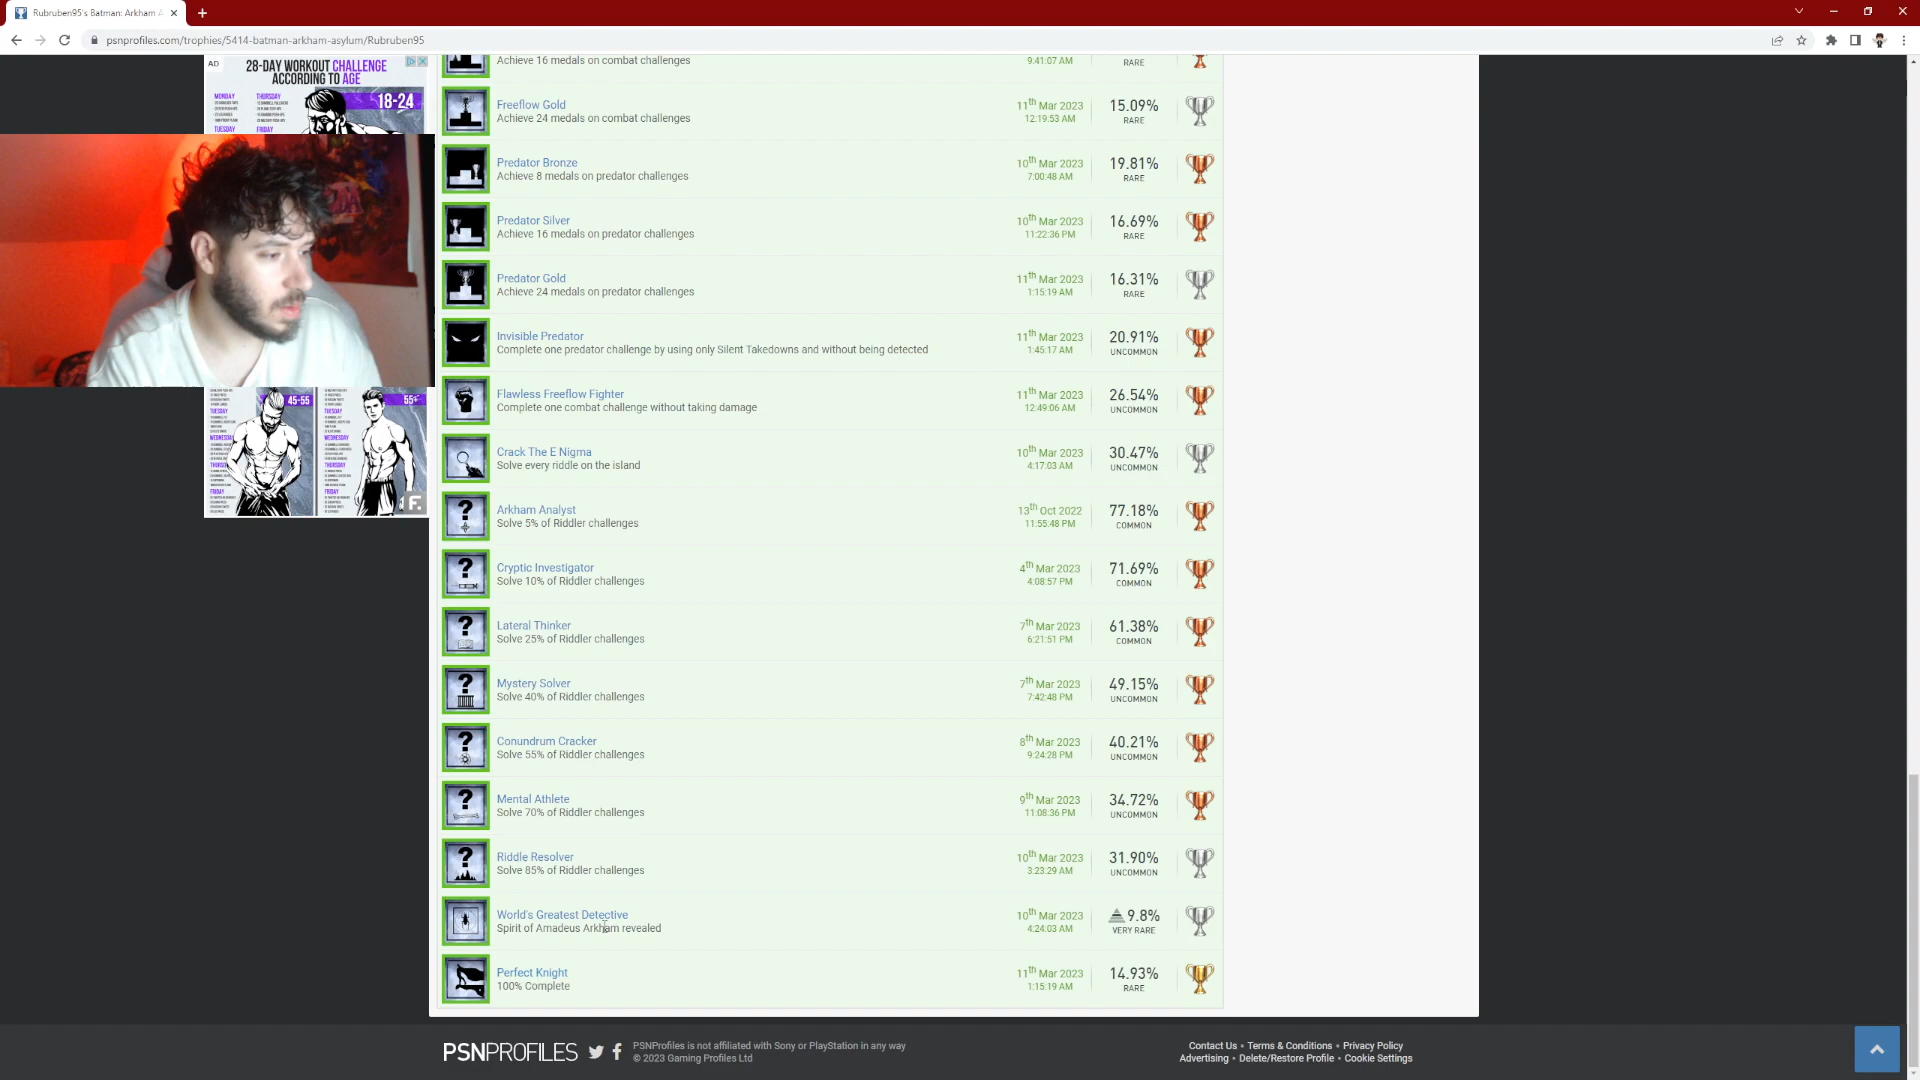 Rubruben95's Batman: Arkham A
psnprofiles.com/trophies/5414-batman-arkham-asylum/Rubruben95
AD
28-DAY WORKOUT CHALLENGE
ACCORDING TO AGE
MONDAY
THURSDAY
18-24
TUESDAY
FRIDAY
45-55
55+
TUESDAY
WEDNESDAY
THURSDAY
FRIDAY
Achieve 16 medals on combat challenges
9:41:07 AM
RARE
Freeflow Gold
Achieve 24 medals on combat challenges
11th Mar 2023
12:19:53 AM
15.09%
RARE
Predator Bronze
Achieve 8 medals on predator challenges
10th Mar 2023
7:00:48 AM
19.81%
RARE
Predator Silver
Achieve 16 medals on predator challenges
10th Mar 2023
11:22:36 PM
16.69%
RARE
Predator Gold
Achieve 24 medals on predator challenges
11th Mar 2023
1:15:19 AM
16.31%
RARE
Invisible Predator
Complete one predator challenge by using only Silent Takedowns and without being detected
11th Mar 2023
1:45:17 AM
20.91%
UNCOMMON
Flawless Freeflow Fighter
Complete one combat challenge without taking damage
11th Mar 2023
12:49:06 AM
26.54%
UNCOMMON
Crack The E Nigma
Solve every riddle on the island
10th Mar 2023
4:17:03 AM
30.47%
UNCOMMON
Arkham Analyst
Solve 5% of Riddler challenges
13th Oct 2022
11:55:48 PM
77.18%
COMMON
Cryptic Investigator
Solve 10% of Riddler challenges
4th Mar 2023
4:08:57 PM
71.69%
COMMON
Lateral Thinker
Solve 25% of Riddler challenges
7th Mar 2023
6:21:51 PM
61.38%
COMMON
Mystery Solver
Solve 40% of Riddler challenges
7th Mar 2023
7:42:48 PM
49.15%
UNCOMMON
Conundrum Cracker
Solve 55% of Riddler challenges
8th Mar 2023
9:24:28 PM
40.21%
UNCOMMON
Mental Athlete
Solve 70% of Riddler challenges
9th Mar 2023
11:08:36 PM
34.72%
UNCOMMON
Riddle Resolver
Solve 85% of Riddler challenges
10th Mar 2023
3:23:29 AM
31.90%
UNCOMMON
World's Greatest Detective
Spirit of Amadeus Arkham revealed
10th Mar 2023
4:24:03 AM
9.8%
VERY RARE
Perfect Knight
100% Complete
11th Mar 2023
1:15:19 AM
14.93%
RARE
PSNPROFILES
PSNProfiles is not affiliated with Sony or PlayStation in any way
© 2023 Gaming Profiles Ltd
Contact Us • Terms & Conditions • Privacy Policy
Advertising • Delete/Restore Profile • Cookie Settings